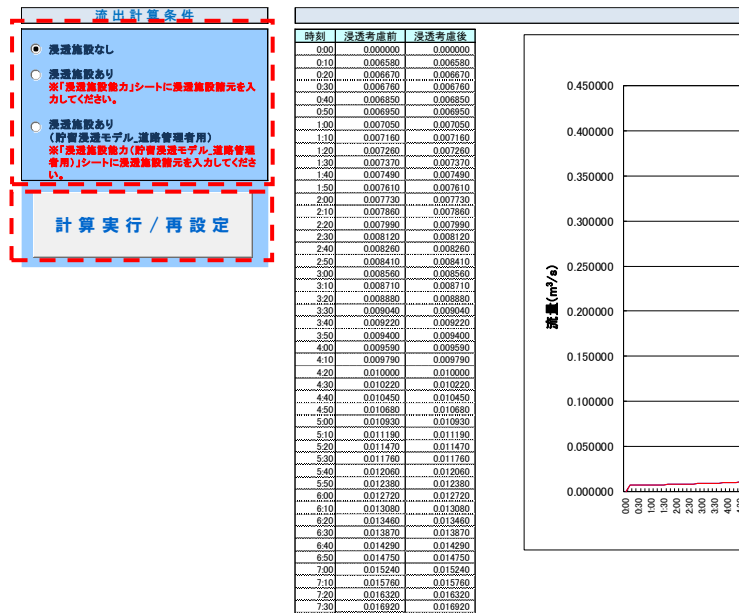 流出計算条件
浸透施設なし
浸透施設あり
※「浸透施設能力」シートに浸透施設諸元を入
力してください。
浸透施設あり
（貯留浸透モデル_道路管理者用）
※「浸透施設能力（貯留浸透モデル_道路管理
者用）」シートに浸透施設諸元を入力してくださ
い。
計算実行/再設定
時刻 浸透考慮前 浸透考慮後
0:00 0.000000 0.000000
0:10 0.006580 0.006580
0:20 0.006670 0.006670
0:30 0.006760 0.006760
0:40 0.006850 0.006850
0:50 0.006950 0.006950
1:00 0.007050 0.007050
1:10 0.007160 0.007160
1:20 0.007260 0.007260
1:30 0.007370 0.007370
1:40 0.007490 0.007490
1:50 0.007610 0.007610
2:00 0.007730 0.007730
2:10 0.007860 0.007860
2:20 0.007990 0.007990
2:30 0.008120 0.008120
2:40 0.008260 0.008260
2:50 0.008410 0.008410
3:00 0.008560 0.008560
3:10 0.008710 0.008710
3:20 0.008880 0.008880
3:30 0.009040 0.009040
3:40 0.009220 0.009220
3:50 0.009400 0.009400
4:00 0.009590 0.009590
4:10 0.009790 0.009790
4:20 0.010000 0.010000
4:30 0.010220 0.010220
4:40 0.010450 0.010450
4:50 0.010680 0.010680
5:00 0.010930 0.010930
5:10 0.011190 0.011190
5:20 0.011470 0.011470
5:30 0.011760 0.011760
5:40 0.012060 0.012060
5:50 0.012380 0.012380
6:00 0.012720 0.012720
6:10 0.013080 0.013080
6:20 0.013460 0.013460
6:30 0.013870 0.013870
6:40 0.014290 0.014290
6:50 0.014750 0.014750
7:00 0.015240 0.015240
7:10 0.015760 0.015760
7:20 0.016320 0.016320
7:30 0.016920 0.016920
流量(m³/s)
0.450000
0.400000
0.350000
0.300000
0.250000
0.200000
0.150000
0.100000
0.050000
0.000000
0:00
0:30
1:00
1:30
2:00
2:30
3:00
3:30
4:00